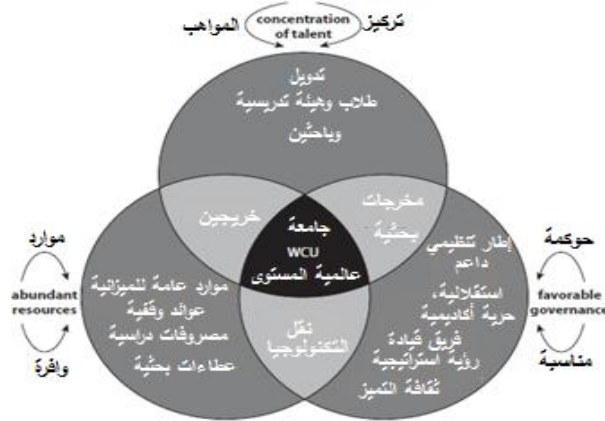 تركيز
concentration
of talent
المواهب
تدويل
طلاب وهيئة تدريسية
وباحثين
خريجين
مخرجات
بحثية
جامعة
WCU
عالمية المستوى
موارد
abundant
resources
وافرة
موارد عامة للميزانية
عوائد وقفية
مصروفات دراسية
عطاءات بحثية
نقل
التكنولوجيا
إطار تنظيمي
داعم
استقلالية،
حرية أكاديمية
فريق قيادة
رؤية استراتيجية
ثقافة التميز
حوكمة
favorable
governance
مناسبة